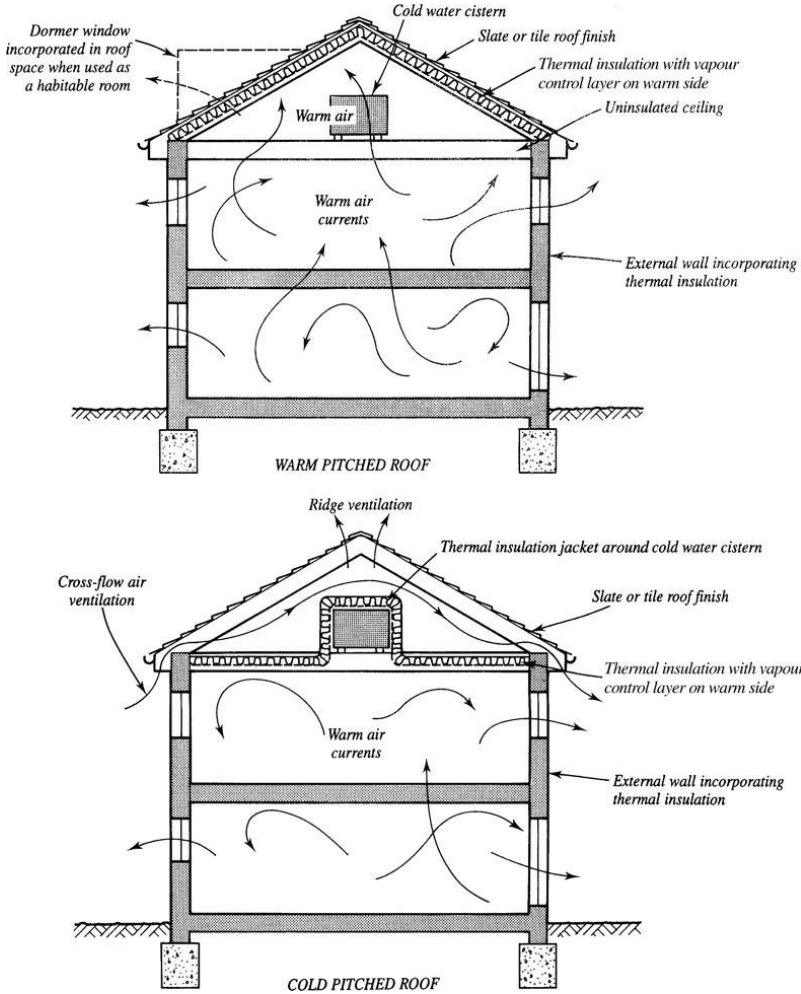 Cold water cistern
Dormer window
incorporated in roof
space when used as
a habitable room
Slate or tile roof finish
Thermal insulation with vapour
control layer on warm side
Uninsulated ceiling
Warm air
Warm air
currents
External wall incorporating
thermal insulation
WARM PITCHED ROOF
Ridge ventilation
Thermal insulation jacket around cold water cistern
Cross-flow air
ventilation
Slate or tile roof finish
Thermal insulation with vapour
control layer on warm side
Warm air
currents
External wall incorporating
thermal insulation
COLD PITCHED ROOF